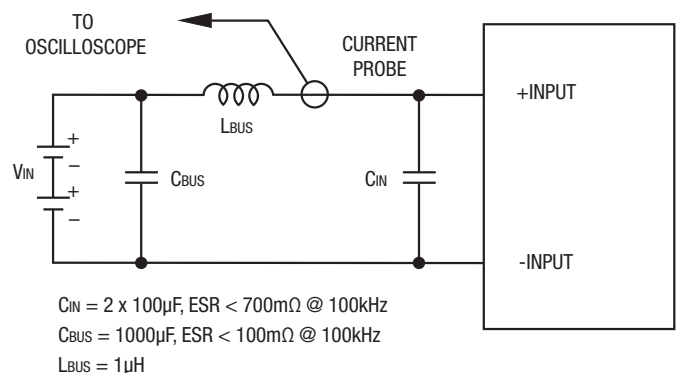 TO
OSCILLOSCOPE
CURRENT
PROBE
+INPUT
LBUS
+
VIN
–
+
–
CBUS
CIN
-INPUT
CIN = 2 x 100µF, ESR < 700mΩ @ 100kHz
CBUS = 1000µF, ESR < 100mΩ @ 100kHz
LBUS = 1µH